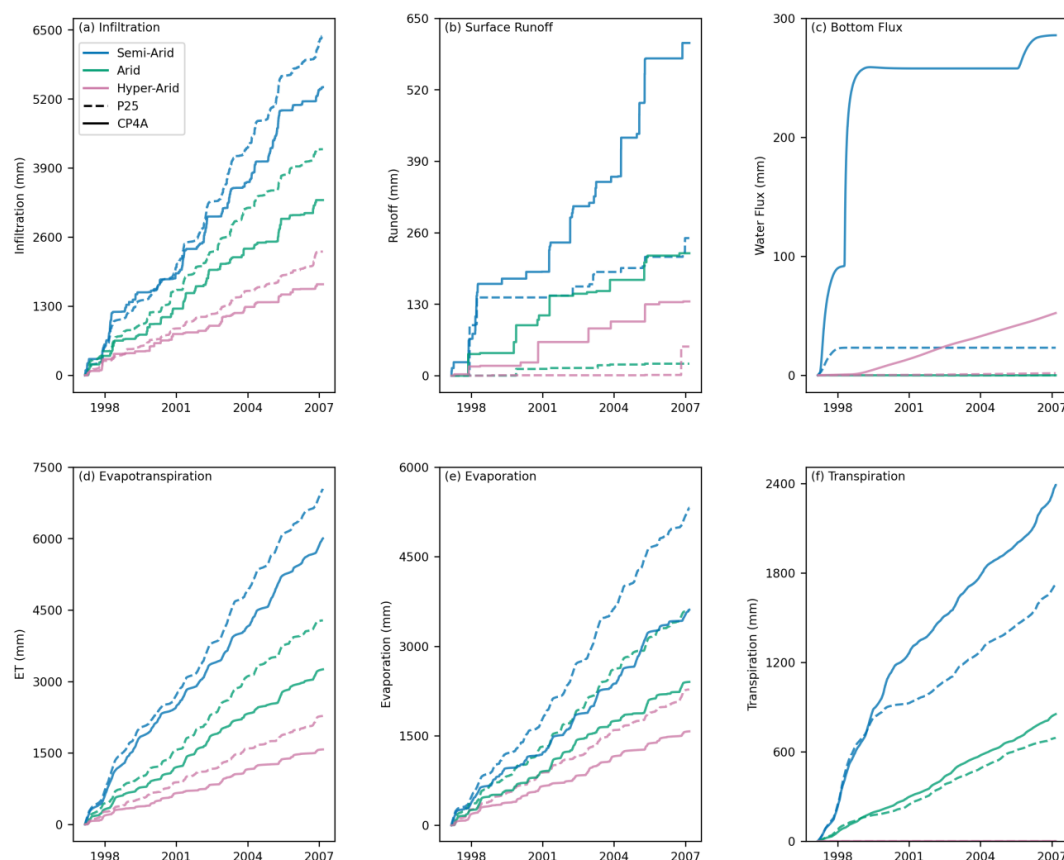 (a) Infiltration
Semi-Arid
Arid
Hyper-Arid
P25
CP4A
6500
5200
3900
2600
1300
0
Infiltration (mm)
1998 2001 2004 2007
(b) Surface Runoff
650
520
390
260
130
0
Runoff (mm)
1998 2001 2004 2007
(c) Bottom Flux
300
200
100
0
Water Flux (mm)
1998 2001 2004 2007
(d) Evapotranspiration
7500
6000
4500
3000
1500
0
ET (mm)
1998 2001 2004 2007
(e) Evaporation
6000
4500
3000
1500
0
Evaporation (mm)
1998 2001 2004 2007
(f) Transpiration
2400
1800
1200
600
0
Transpiration (mm)
1998 2001 2004 2007